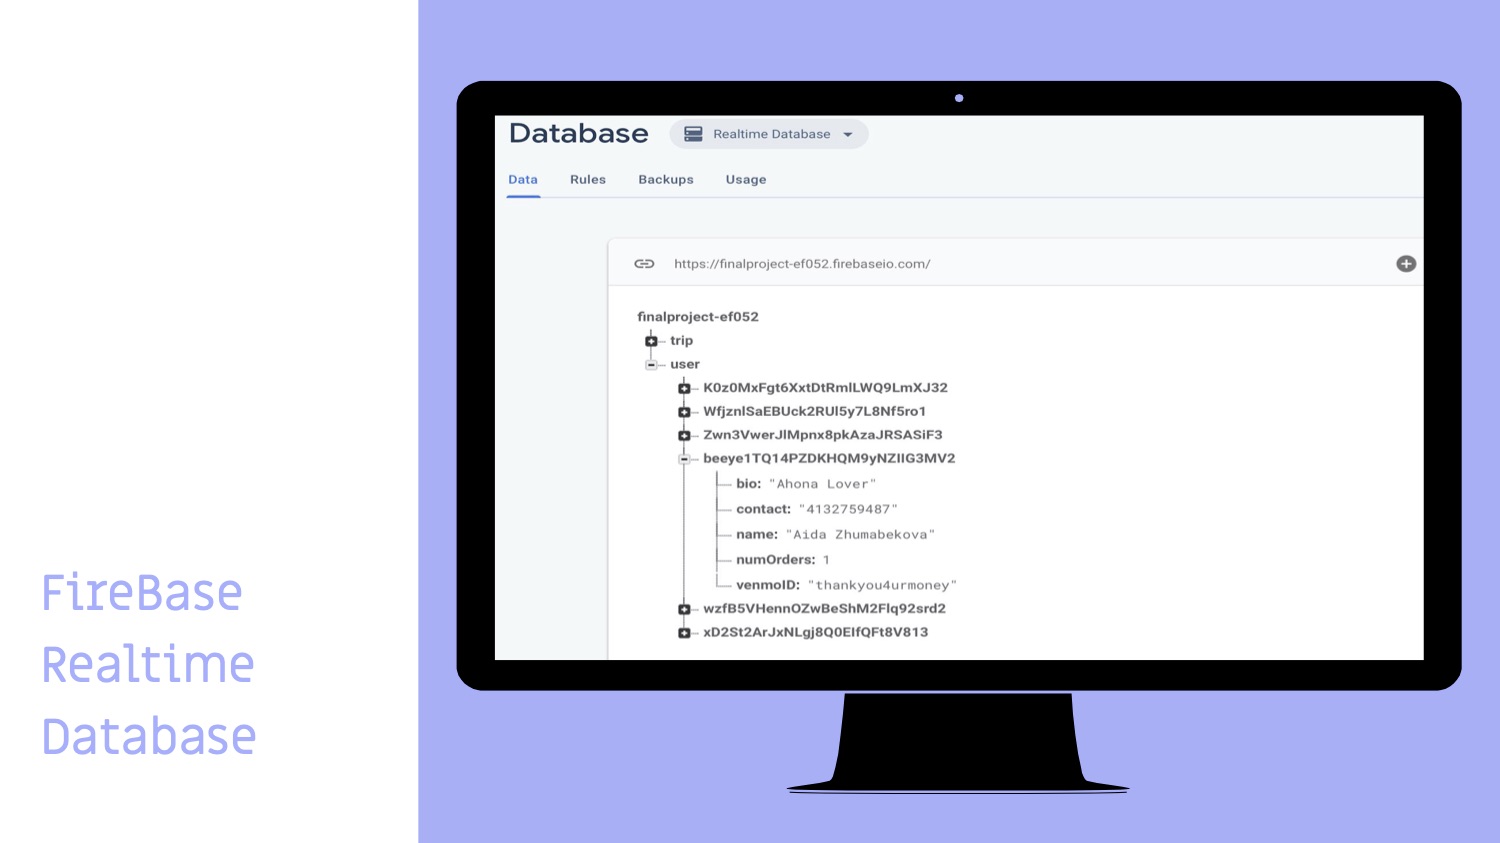 FireBase
Realtime
Database
Database Realtime Database
Data Rules Backups Usage
https://finalproject-ef052.firebaseio.com/
finalproject-ef052
trip
user
K0z0MxFgt6XxtDtRmlLWQ9LmXJ32
WfjznlSaEBUck2RUl5y7L8Nf5ro1
Zwn3VwerJlMpnx8pkAzaJRSASiF3
beeye1TQ14PZDKHQM9yNZIIG3MV2
bio: "Ahona Lover"
contact: "4132759487"
name: "Aida Zhumabekova"
numOrders: 1
venmoID: "thankyou4urmoney"
wzfB5VHennOZwBeShM2Flq92srd2
xD2St2ArJxNLgj8Q0EIfQFt8V813